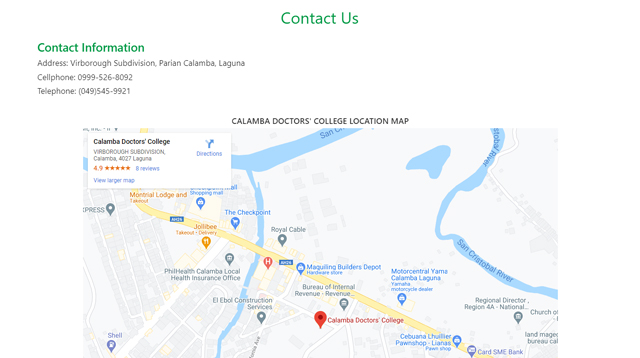 Contact Us
Contact Information
Address: Virborough Subdivision, Parian Calamba, Laguna
Cellphone: 0999-526-8092
Telephone: (049)545-9921
CALAMBA DOCTORS' COLLEGE LOCATION MAP
Calamba Doctors' College
VIRBOROUGH SUBDIVISION,
Calamba, 4027 Laguna
4.9
8 reviews
View larger map
Directions
Shopping mall
Montrial Lodge and
Takeout
XPRESS
AH26
The Checkpoint
Jollibee
Takeout • Delivery
Royal Cable
AH26
PhilHealth Calamba Local
Health Insurance Office
H
Maquiling Builders Depot
Hardware store
Bureau of Internal
Revenue - Revenue...
Motorcentral Yama
Calamba Laguna
Yamaha
motorcycle dealer
San Cristobal River
El Ebol Construction
Services
Regional Director,
Region 4A - National...
Calamba Doctors' College
Church of
Shell
Cebuana Lhuillier
Pawnshop - Lianas
Pawn shop
land mage
Card SME Bank